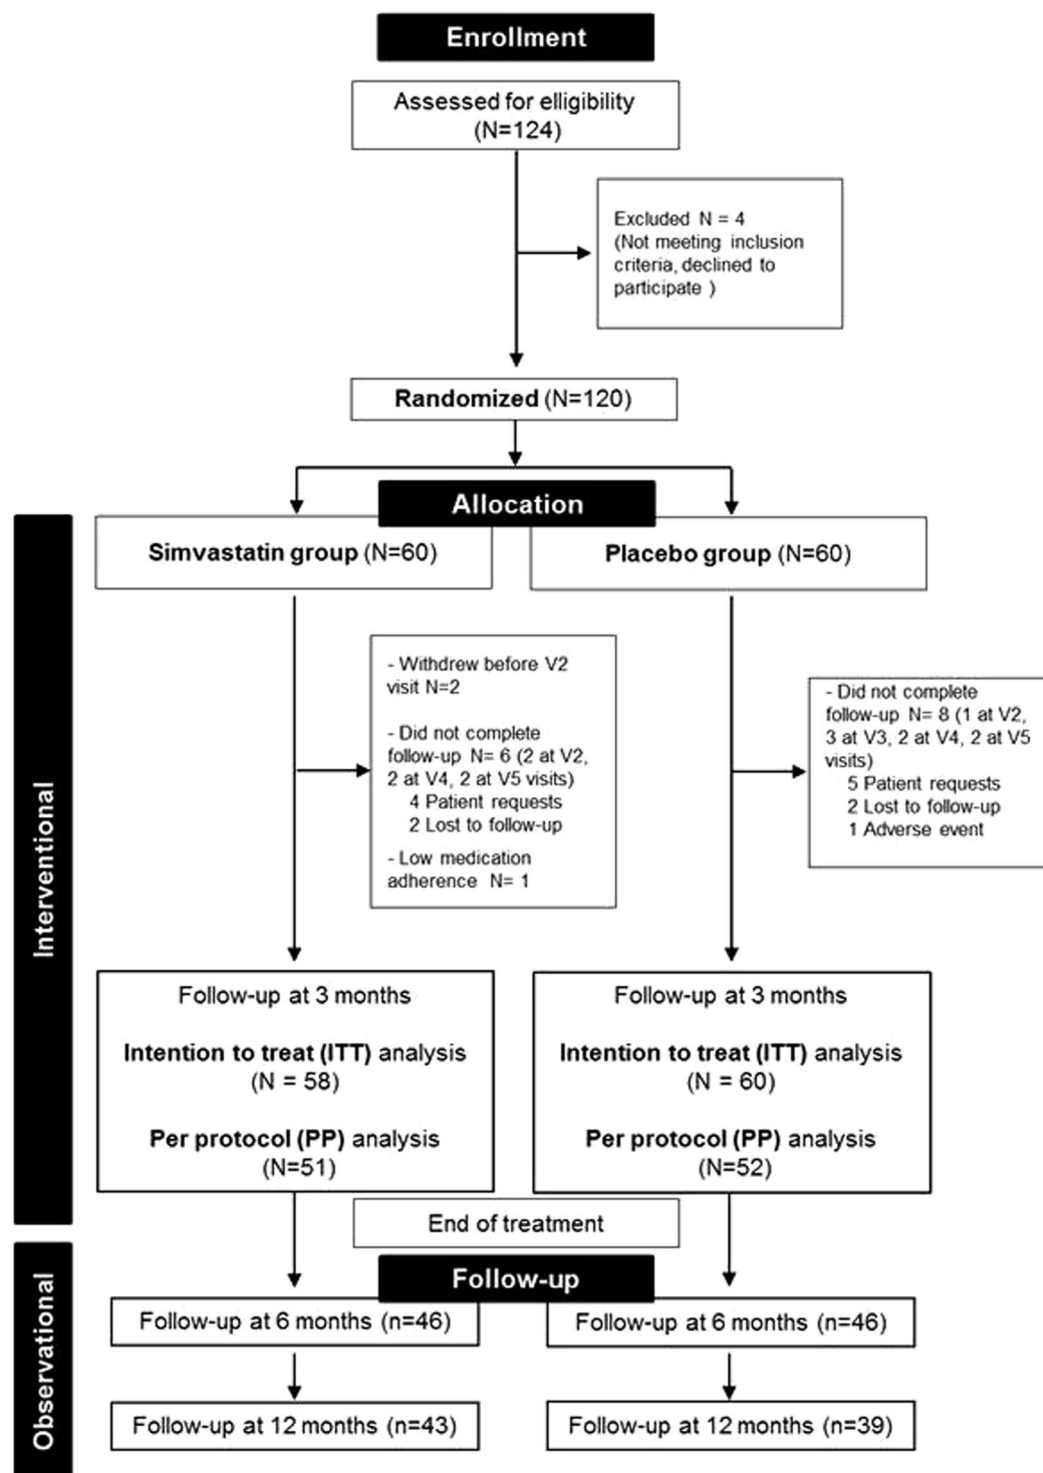 Enrollment
Assessed for elligibility
(N=124)
Excluded N = 4
(Not meeting inclusion
criteria, declined to
participate )
Randomized (N=120)
Allocation
Simvastatin group (N=60)
Placebo group (N=60)
Interventional
- Withdrew before V2
visit N=2
- Did not complete
follow-up N= 6 (2 at V2,
2 at V4, 2 at V5 visits)
4 Patient requests
2 Lost to follow-up
- Low medication
adherence N= 1
- Did not complete
follow-up N= 8 (1 at V2,
3 at V3, 2 at V4, 2 at V5
visits)
5 Patient requests
2 Lost to follow-up
1 Adverse event
Follow-up at 3 months
Intention to treat (ITT) analysis
(N = 58)
Per protocol (PP) analysis
(N=51)
Follow-up at 3 months
Intention to treat (ITT) analysis
(N = 60)
Per protocol (PP) analysis
(N=52)
End of treatment
Observational
Follow-up
Follow-up at 6 months (n=46)
Follow-up at 6 months (n=46)
Follow-up at 12 months (n=43)
Follow-up at 12 months (n=39)